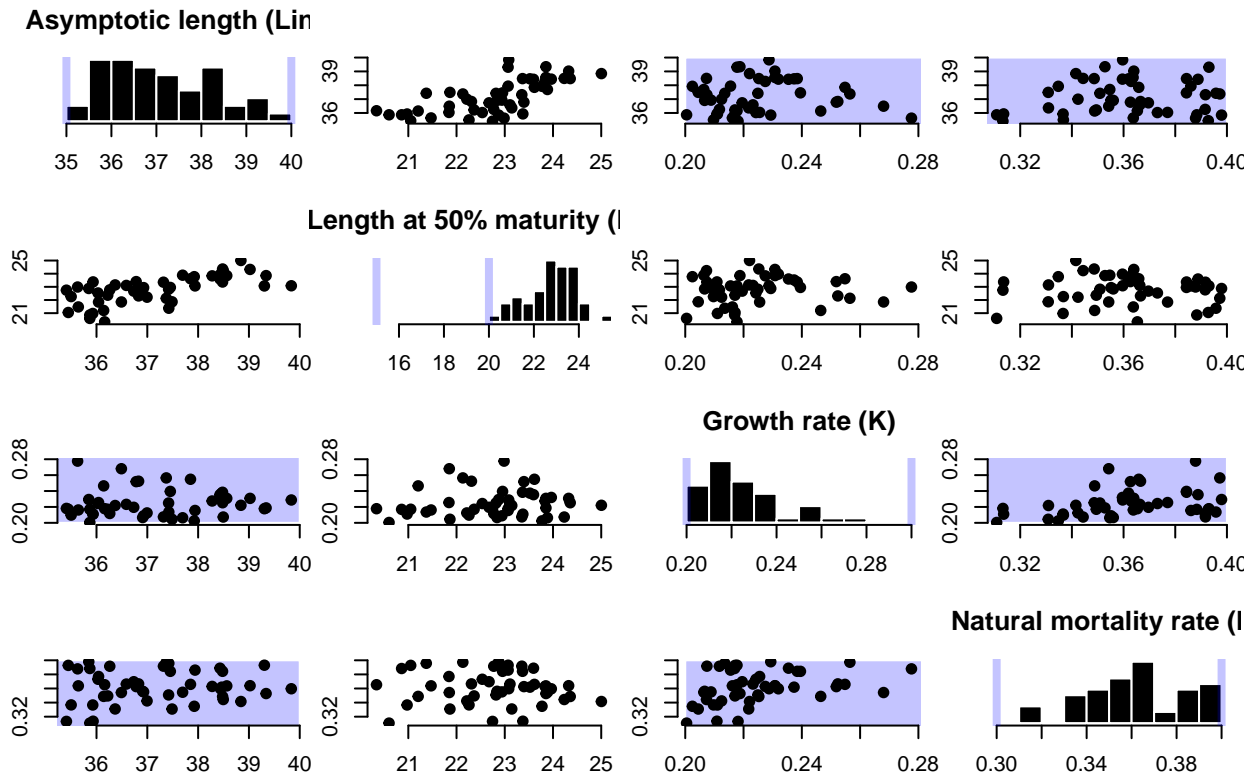 Asymptotic length (Lin
39 39 39
36 36 36
35 36 37 38 39 40 21 22 23 24 25 0.20 0.24 0.28 0.32 0.36 0.40
Length at 50% maturity (
25 25 25
21 21 21
36 37 38 39 40 16 20 22 24 0.20 0.24 0.28 0.32 0.36 0.40
Growth rate (K)
0.28 0.28 0.28
0.20 0.20 0.20
36 37 38 39 40 21 22 23 24 25 0.20 0.24 0.28 0.32 0.36 0.40
Natural mortality rate (
0.32 0.32 0.32
36 37 38 39 40 21 22 23 24 25 0.20 0.24 0.28 0.30 0.34 0.38